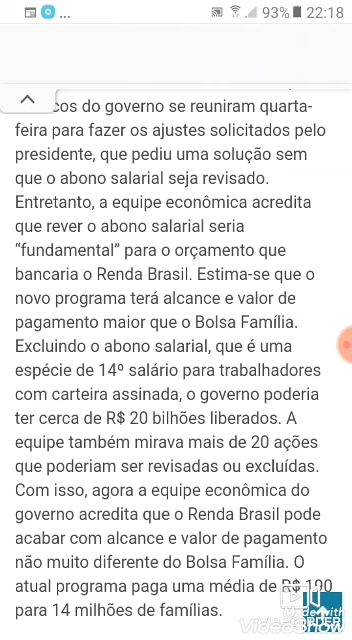 ... 93% 22:18
cos do governo se reuniram quarta-
feira para fazer os ajustes solicitados pelo
presidente, que pediu uma solução sem
que o abono salarial seja revisado.
Entretanto, a equipe econômica acredita
que rever o abono salarial seria
“fundamental” para o orçamento que
bancaria o Renda Brasil. Estima-se que o
novo programa terá alcance e valor de
pagamento maior que o Bolsa Família.
Excluindo o abono salarial, que é uma
espécie de 14º salário para trabalhadores
com carteira assinada, o governo poderia
ter cerca de R$ 20 bilhões liberados. A
equipe também mirava mais de 20 ações
que poderiam ser revisadas ou excluídas.
Com isso, agora a equipe econômica do
governo acredita que o Renda Brasil pode
acabar com alcance e valor de pagamento
não muito diferente do Bolsa Família. O
atual programa paga uma média de R$ 190
para 14 milhões de famílias.
Made with
VideoShow